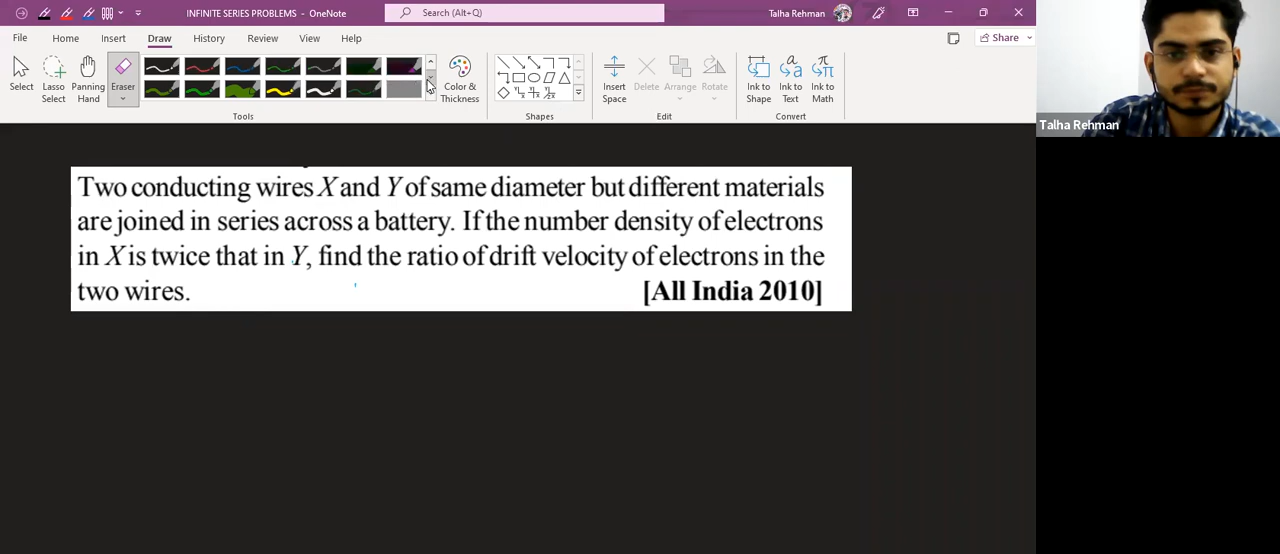 INFINITE SERIES PROBLEMS - OneNote
Search (Alt+Q)
Talha Rehman
File Home Insert Draw History Review View Help
Share
Select
Lasso Select
Panning Hand
Eraser
Color & Thickness
Insert Space
Delete
Arrange
Rotate
Ink to Shape
Ink to Text
Ink to Math
Tools Shapes Edit Convert
Talha Rehman
Two conducting wires X and Y of same diameter but different materials
are joined in series across a battery. If the number density of electrons
in X is twice that in Y, find the ratio of drift velocity of electrons in the
two wires. [All India 2010]